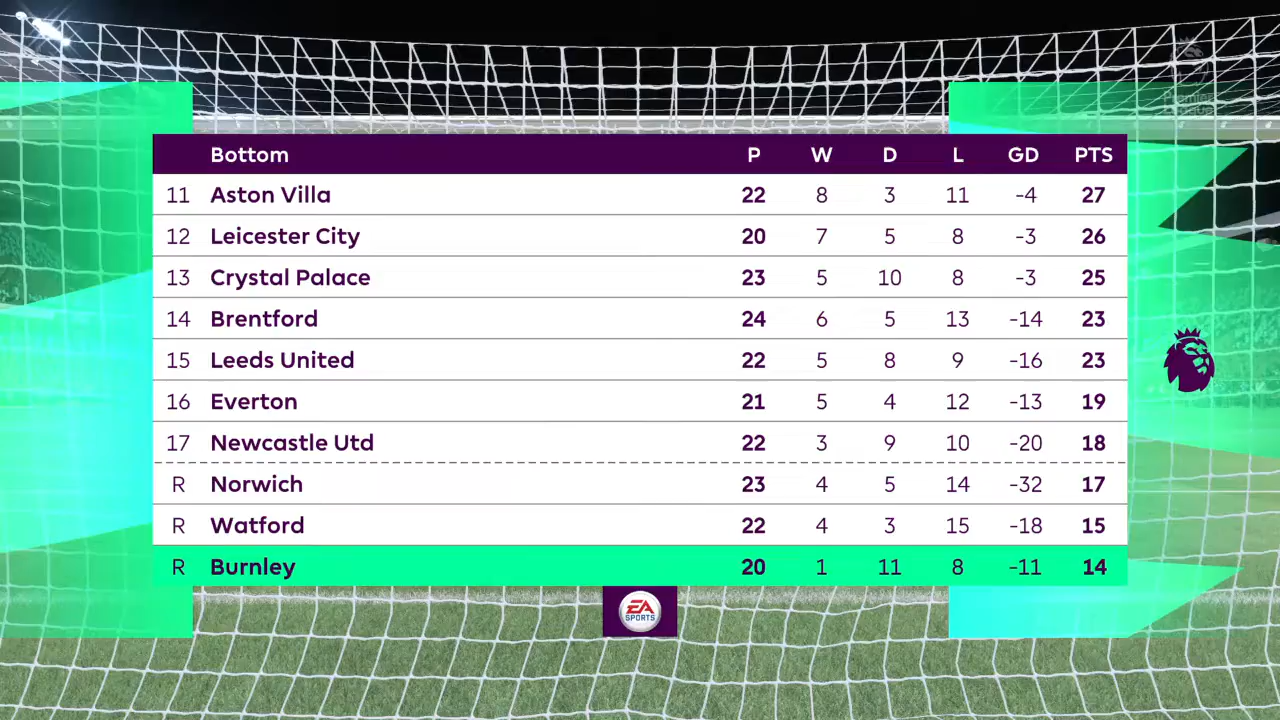 Premier League
Bottom P W D L GD PTS
11 Aston Villa 22 8 3 11 -4 27
12 Leicester City 20 7 5 8 -3 26
13 Crystal Palace 23 5 10 8 -3 25
14 Brentford 24 6 5 13 -14 23
15 Leeds United 22 5 8 9 -16 23
16 Everton 21 5 4 12 -13 19
17 Newcastle Utd 22 3 9 10 -20 18
R Norwich 23 4 5 14 -32 17
R Watford 22 4 3 15 -18 15
R Burnley 20 1 11 8 -11 14
EA
SPORTS